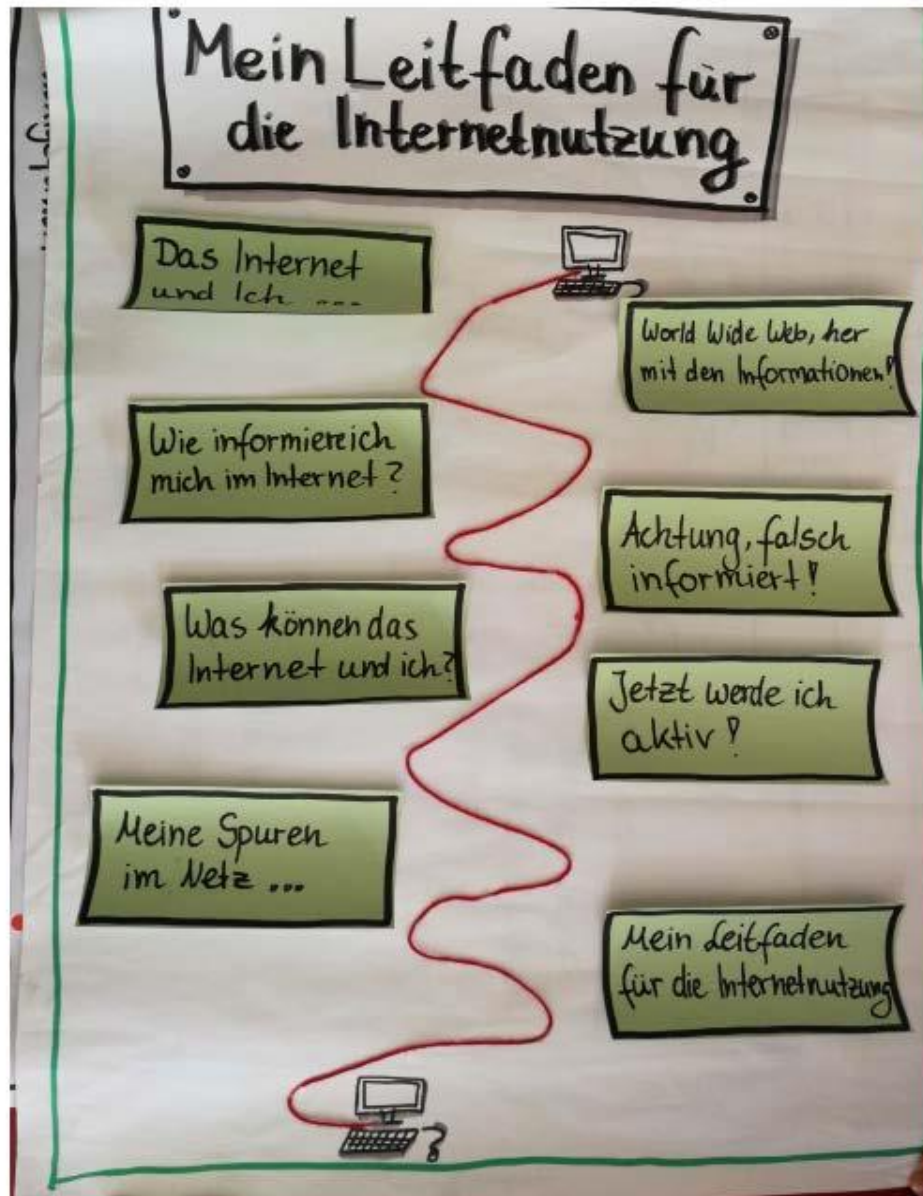 Mein Leitfaden für
die Internetnutzung
Das Internet
und Ich ...
World Wide Web, her
mit den Informationen!
Wie informiere ich
mich im Internet?
Achtung, falsch
informiert!
Was können das
Internet und ich?
Jetzt werde ich
aktiv!
Meine Spuren
im Netz ...
Mein Leitfaden
für die Internetnutzung